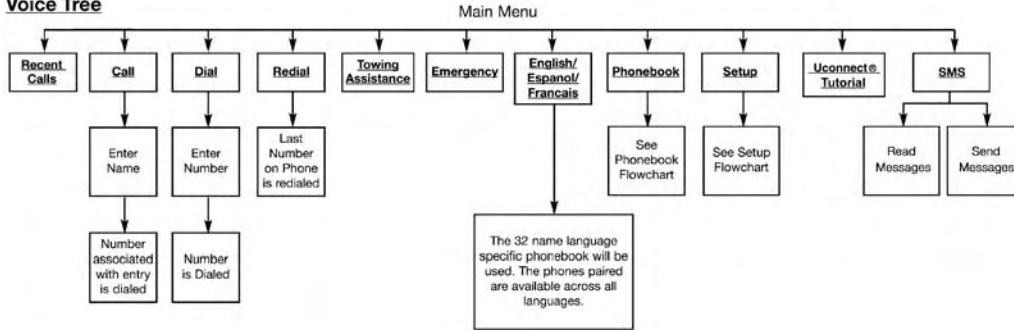 Voice Tree
Main Menu
Recent
Calls
Call
Dial
Redial
Towing
Assistance
Emergency
English/
Espanol/
Francais
Phonebook
Setup
Uconnect®
Tutorial
SMS
Enter
Name
Enter
Number
Last
Number
on Phone
is redialed
See
Phonebook
Flowchart
See Setup
Flowchart
Read
Messages
Send
Messages
Number
associated
with entry
is dialed
Number
is Dialed
The 32 name language
specific phonebook will be
used. The phones paired
are available across all
languages.